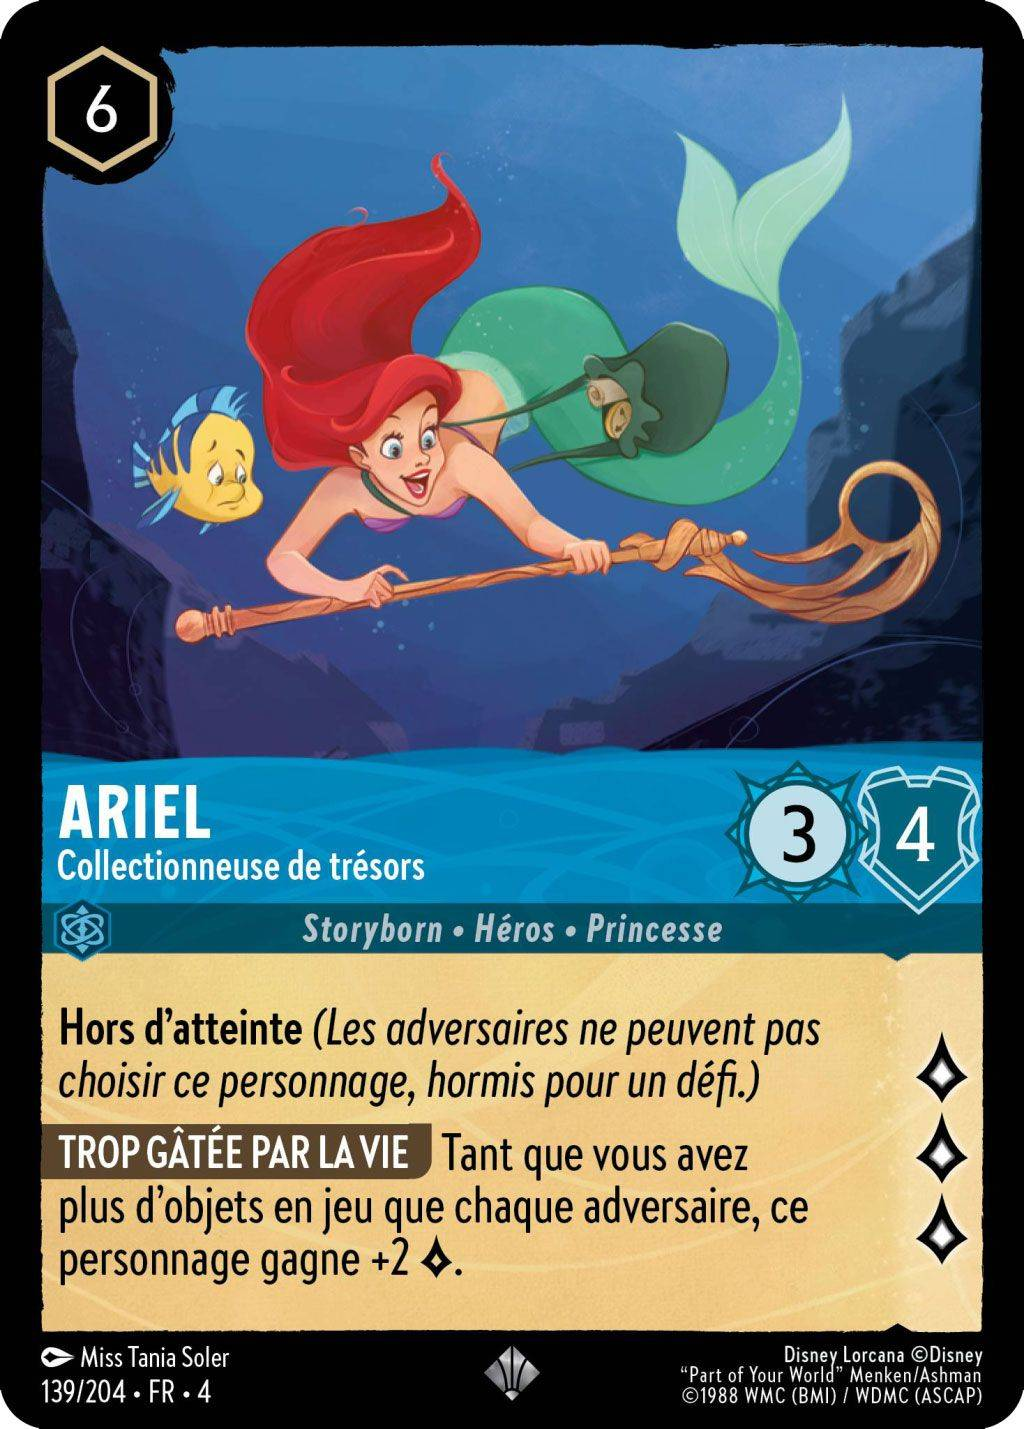 6
ARIEL
Collectionneuse de trésors
3
4
Storyborn • Héros • Princesse
Hors d’atteinte (Les adversaires ne peuvent pas
choisir ce personnage, hormis pour un défi.)
TROP GÂTÉE PAR LA VIE Tant que vous avez
plus d’objets en jeu que chaque adversaire, ce
personnage gagne +2 .
Miss Tania Soler
139/204 • FR • 4
Disney Lorcana ©Disney
“Part of Your World” Menken/Ashman
©1988 WMC (BMI) / WDMC (ASCAP)